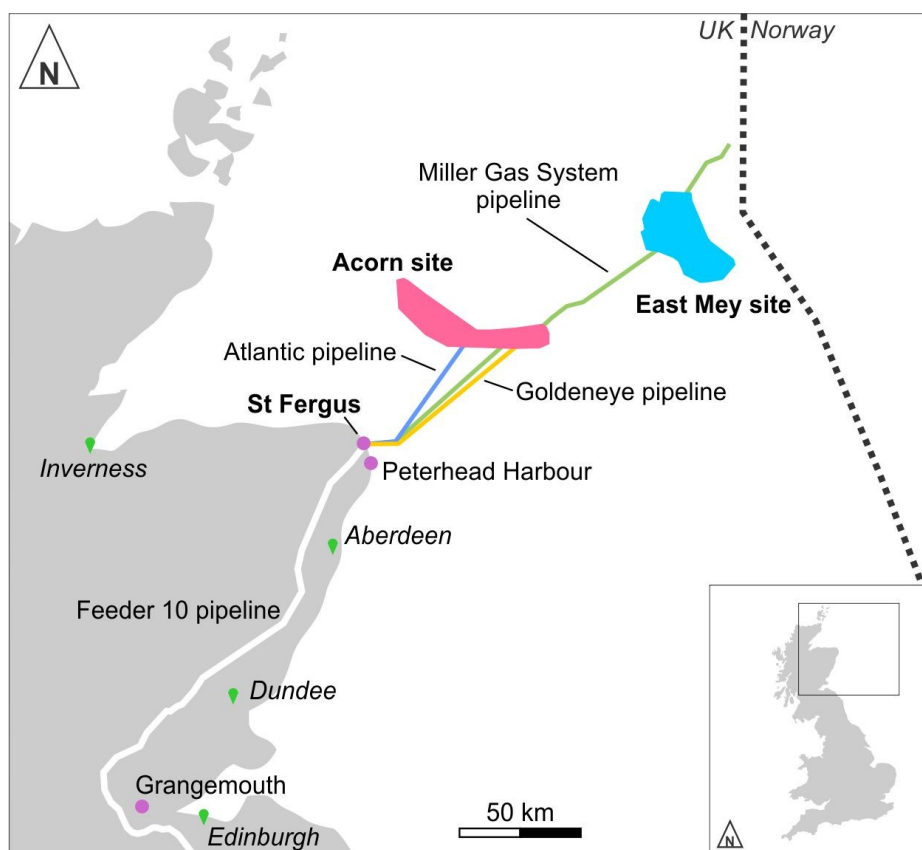 N
UK Norway
Miller Gas System
pipeline
Acorn site
East Mey site
Atlantic pipeline
Goldeneye pipeline
St Fergus
Inverness
Peterhead Harbour
Aberdeen
Feeder 10 pipeline
Dundee
Grangemouth
50 km
Edinburgh
N